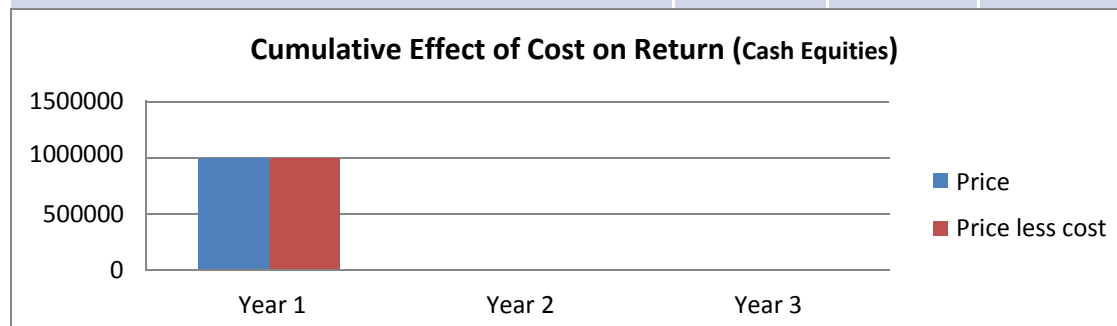 Cumulative Effect of Cost on Return (Cash Equities)
1500000
1000000
500000
0
Year 1 Year 2 Year 3
Price
Price less cost